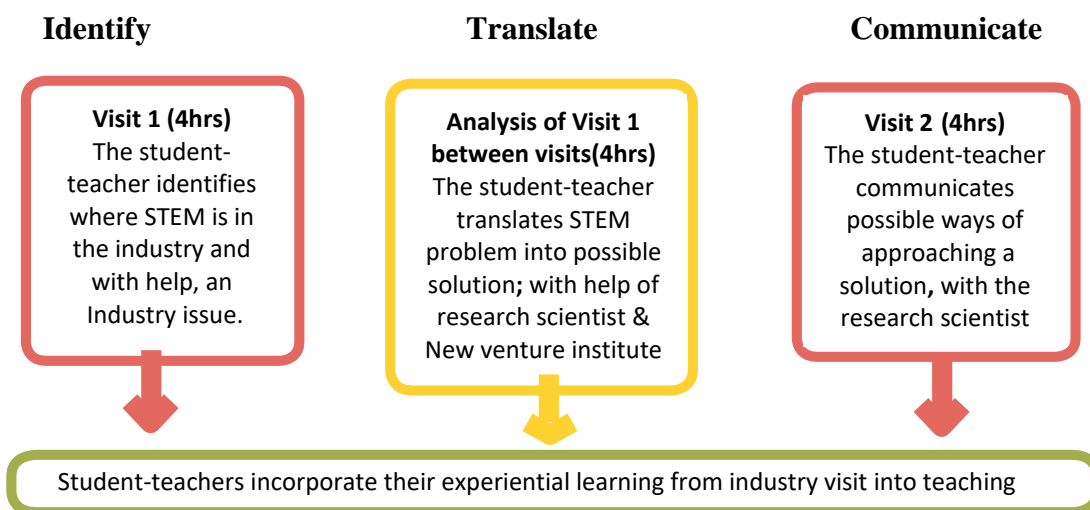 Identify
Translate
Communicate
Visit 1 (4hrs)
The student-
teacher identifies
where STEM is in
the industry and
with help, an
Industry issue.
Analysis of Visit 1
between visits(4hrs)
The student-teacher
translates STEM
problem into possible
solution; with help of
research scientist &
New venture institute
Visit 2 (4hrs)
The student-teacher
communicates
possible ways of
approaching a
solution, with the
research scientist
Student-teachers incorporate their experiential learning from industry visit into teaching